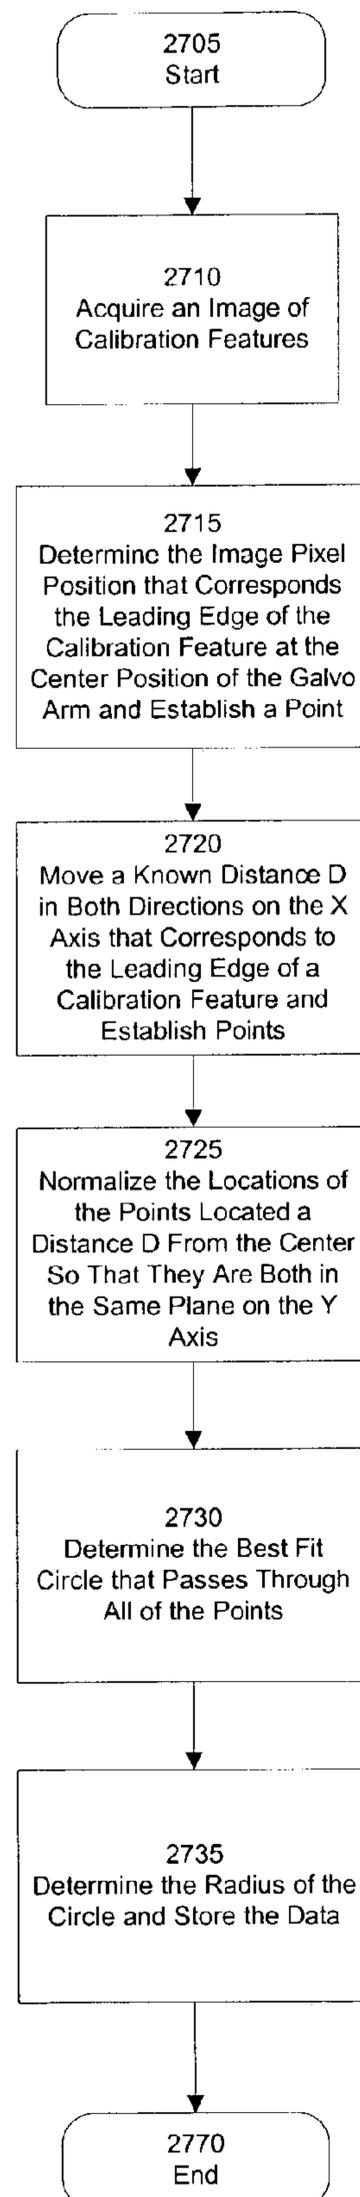 2705
Start
2710
Acquire an Image of
Calibration Features
2715
Determine the Image Pixel
Position that Corresponds
the Leading Edge of the
Calibration Feature at the
Center Position of the Galvo
Arm and Establish a Point
2720
Move a Known Distance D
in Both Directions on the X
Axis that Corresponds to
the Leading Edge of a
Calibration Feature and
Establish Points
2725
Normalize the Locations of
the Points Located a
Distance D From the Center
So That They Are Both in
the Same Plane on the Y
Axis
2730
Determine the Best Fit
Circle that Passes Through
All of the Points
2735
Determine the Radius of the
Circle and Store the Data
2770
End